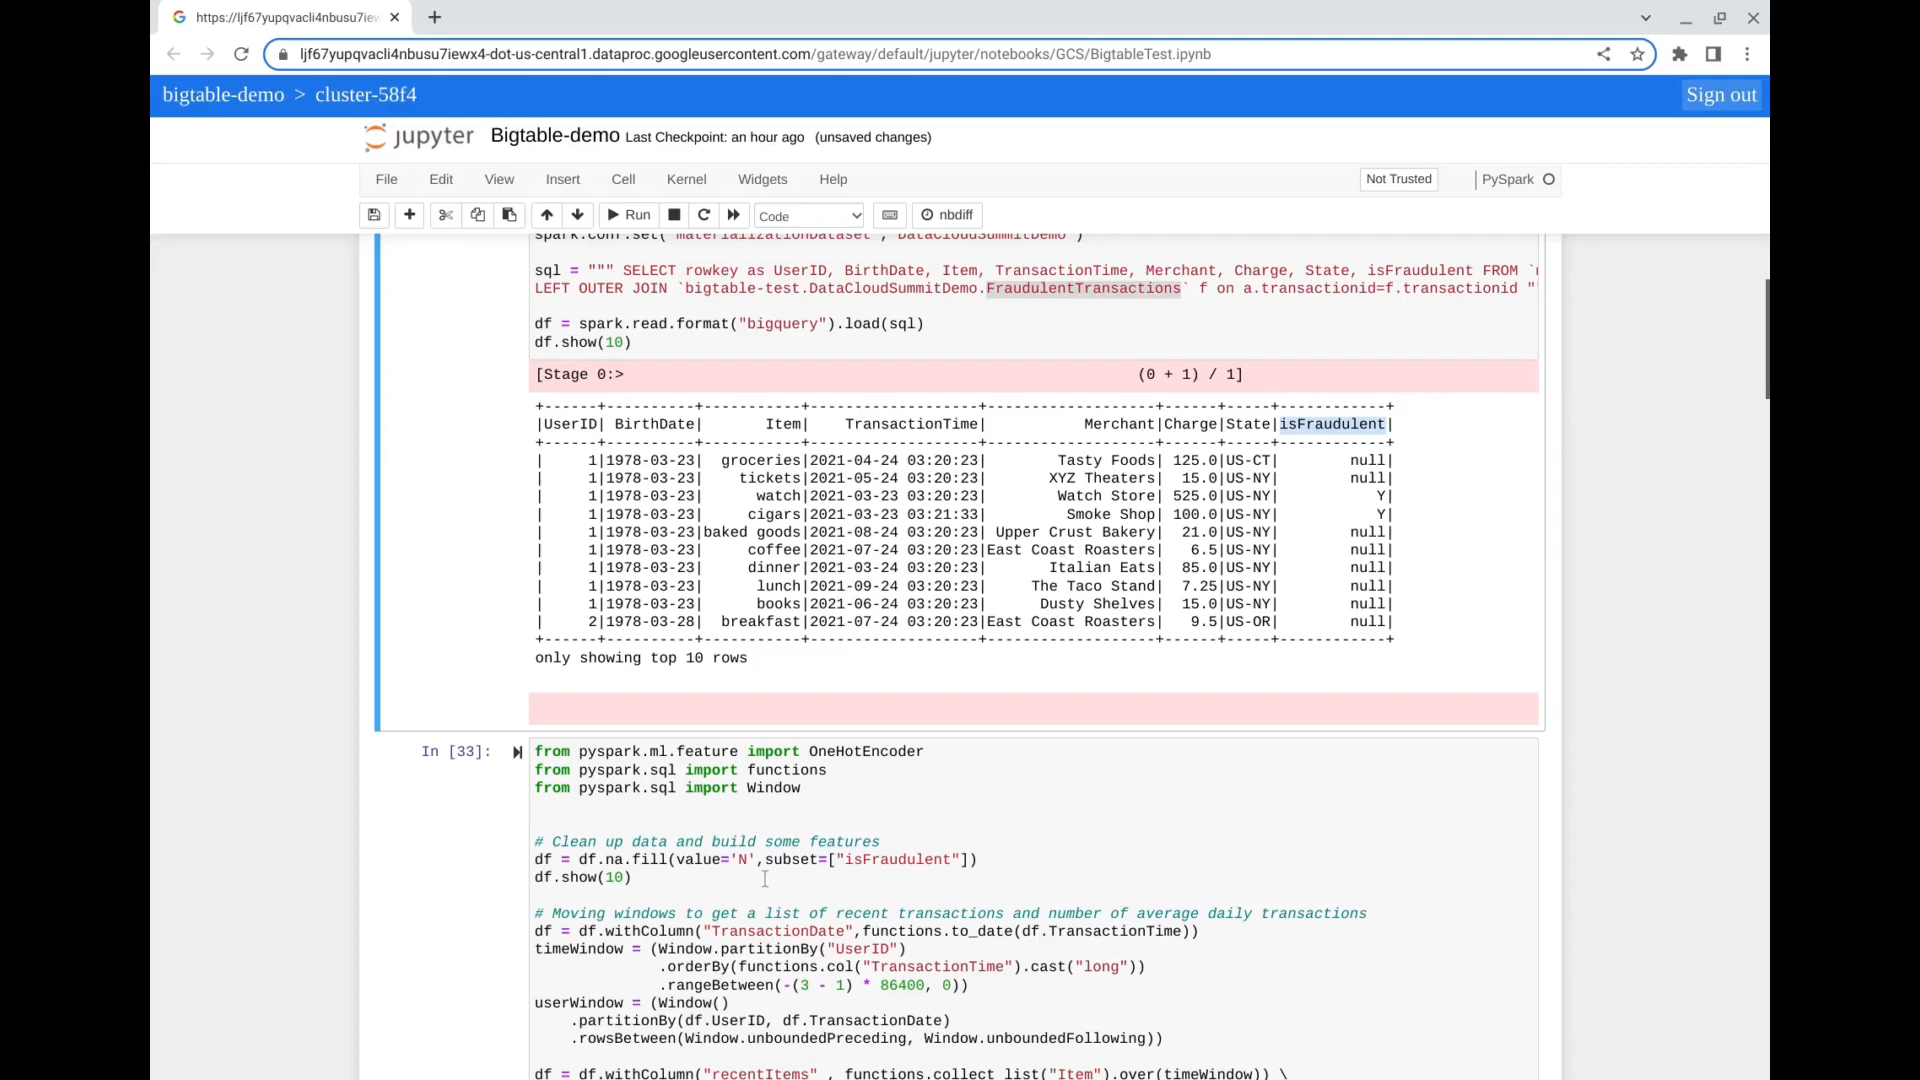 https://ljf67yupqvacli4nbusu7iew
ljf67yupqvacli4nbusu7iewx4-dot-us-central1.dataproc.googleusercontent.com/gateway/default/jupyter/notebooks/GCS/BigtableTest.ipynb
bigtable-demo > cluster-58f4 Sign out
jupyter Bigtable-demo Last Checkpoint: an hour ago (unsaved changes)
File Edit View Insert Cell Kernel Widgets Help Not Trusted PySpark
Run Code nbdiff
spark.conf.set("materializationDataset", "DataCloudSummitDemo")
sql = """ SELECT rowkey as UserID, BirthDate, Item, TransactionTime, Merchant, Charge, State, isFraudulent FROM `
LEFT OUTER JOIN `bigtable-test.DataCloudSummitDemo.FraudulentTransactions` f on a.transactionid=f.transactionid "
df = spark.read.format("bigquery").load(sql)
df.show(10)
[Stage 0:> (0 + 1) / 1]
+------+----------+-----------+-------------------+-------------------+------+-----+------------+
|UserID| BirthDate|       Item|    TransactionTime|           Merchant|Charge|State|isFraudulent|
+------+----------+-----------+-------------------+-------------------+------+-----+------------+
|     1|1978-03-23|  groceries|2021-04-24 03:20:23|        Tasty Foods| 125.0|US-CT|        null|
|     1|1978-03-23|    tickets|2021-05-24 03:20:23|       XYZ Theaters|  15.0|US-NY|        null|
|     1|1978-03-23|      watch|2021-03-23 03:20:23|        Watch Store| 525.0|US-NY|           Y|
|     1|1978-03-23|     cigars|2021-03-23 03:21:33|         Smoke Shop| 100.0|US-NY|           Y|
|     1|1978-03-23|baked goods|2021-08-24 03:20:23| Upper Crust Bakery|  21.0|US-NY|        null|
|     1|1978-03-23|     coffee|2021-07-24 03:20:23|East Coast Roasters|   6.5|US-NY|        null|
|     1|1978-03-23|     dinner|2021-03-24 03:20:23|       Italian Eats|  85.0|US-NY|        null|
|     1|1978-03-23|      lunch|2021-09-24 03:20:23|     The Taco Stand|  7.25|US-NY|        null|
|     1|1978-03-23|      books|2021-06-24 03:20:23|      Dusty Shelves|  15.0|US-NY|        null|
|     2|1978-03-28|  breakfast|2021-07-24 03:20:23|East Coast Roasters|   9.5|US-OR|        null|
+------+----------+-----------+-------------------+-------------------+------+-----+------------+
only showing top 10 rows
In [33]: from pyspark.ml.feature import OneHotEncoder
from pyspark.sql import functions
from pyspark.sql import Window
# Clean up data and build some features
df = df.na.fill(value='N',subset=["isFraudulent"])
df.show(10)
# Moving windows to get a list of recent transactions and number of average daily transactions
df = df.withColumn("TransactionDate",functions.to_date(df.TransactionTime))
timeWindow = (Window.partitionBy("UserID")
.orderBy(functions.col("TransactionTime").cast("long"))
.rangeBetween(-(3 - 1) * 86400, 0))
userWindow = (Window()
.partitionBy(df.UserID, df.TransactionDate)
.rowsBetween(Window.unboundedPreceding, Window.unboundedFollowing))
df = df.withColumn("recentItems" , functions.collect_list("Item").over(timeWindow)) \